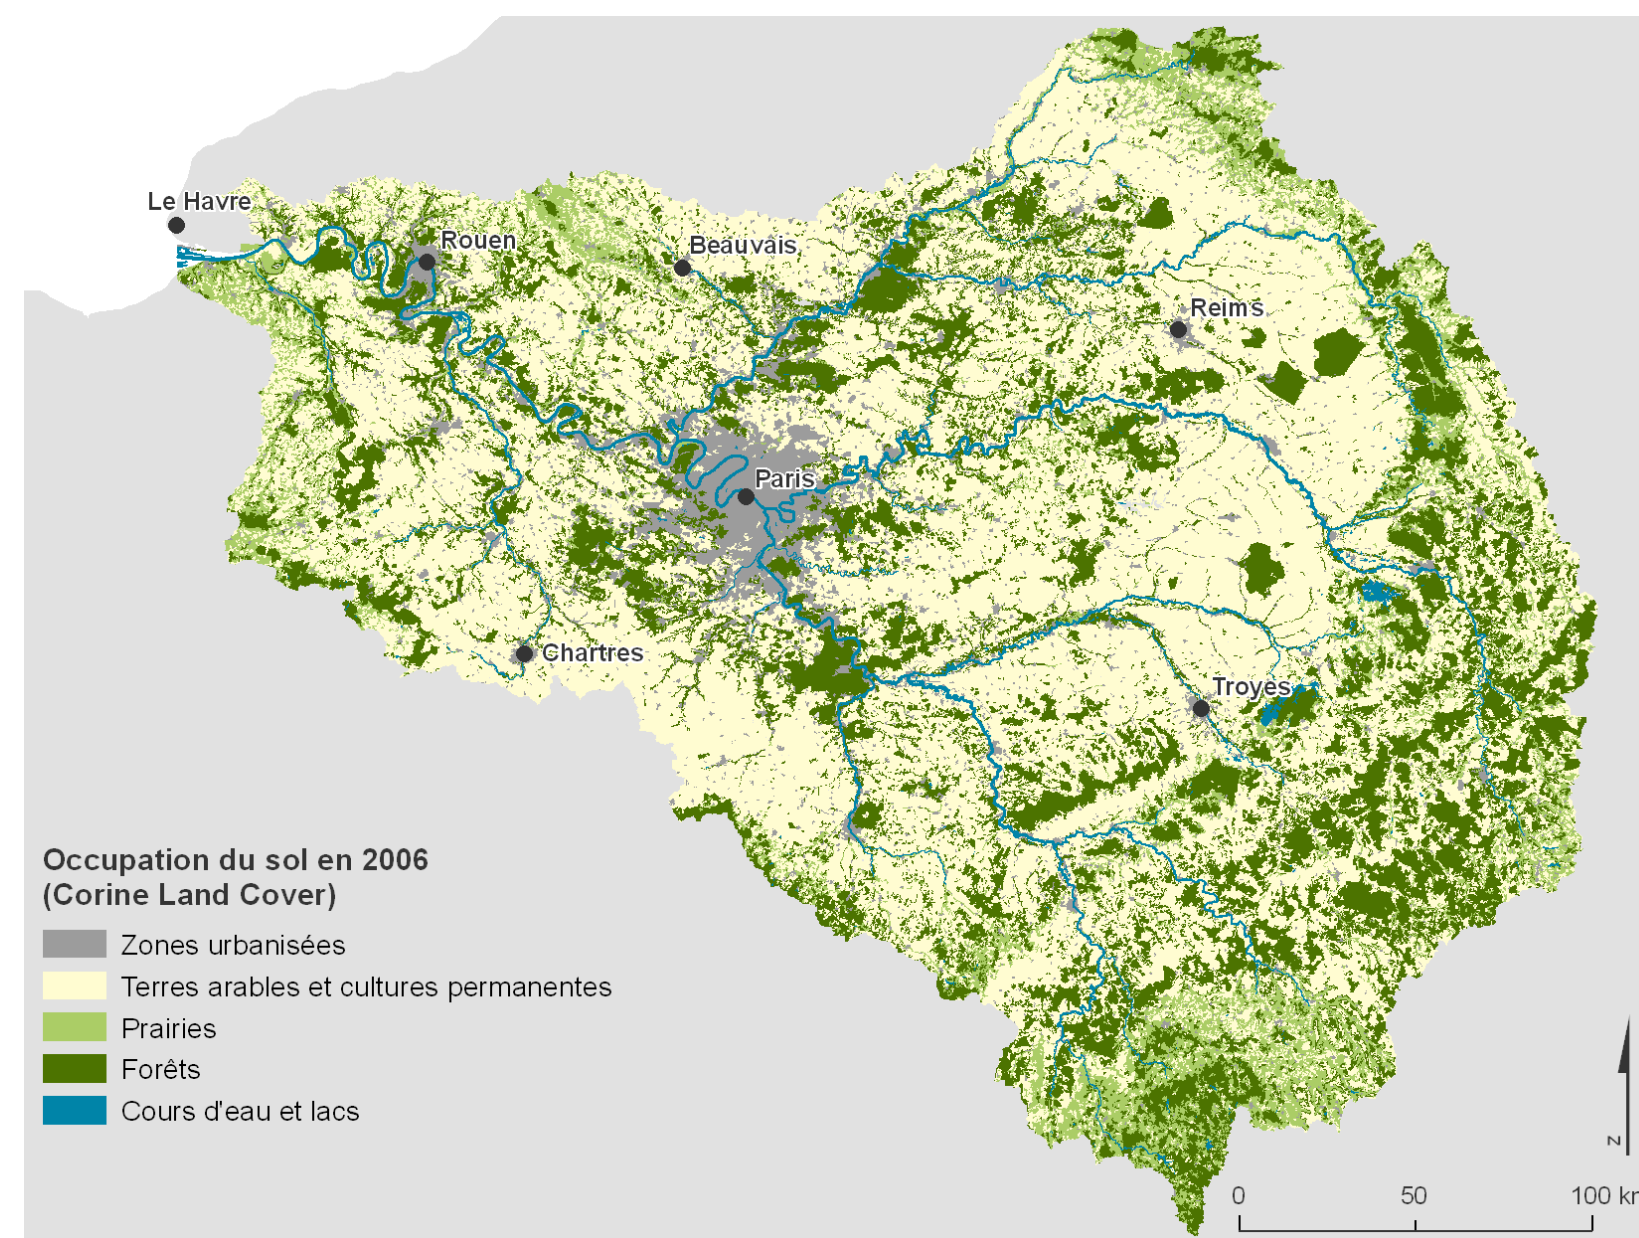 Le Havre
Rouen
Beauvais
Reims
Paris
Chartres
Troyes
Occupation du sol en 2006
(Corine Land Cover)
Zones urbanisées
Terres arables et cultures permanentes
Prairies
Forêts
Cours d'eau et lacs
N
0 50 100 km